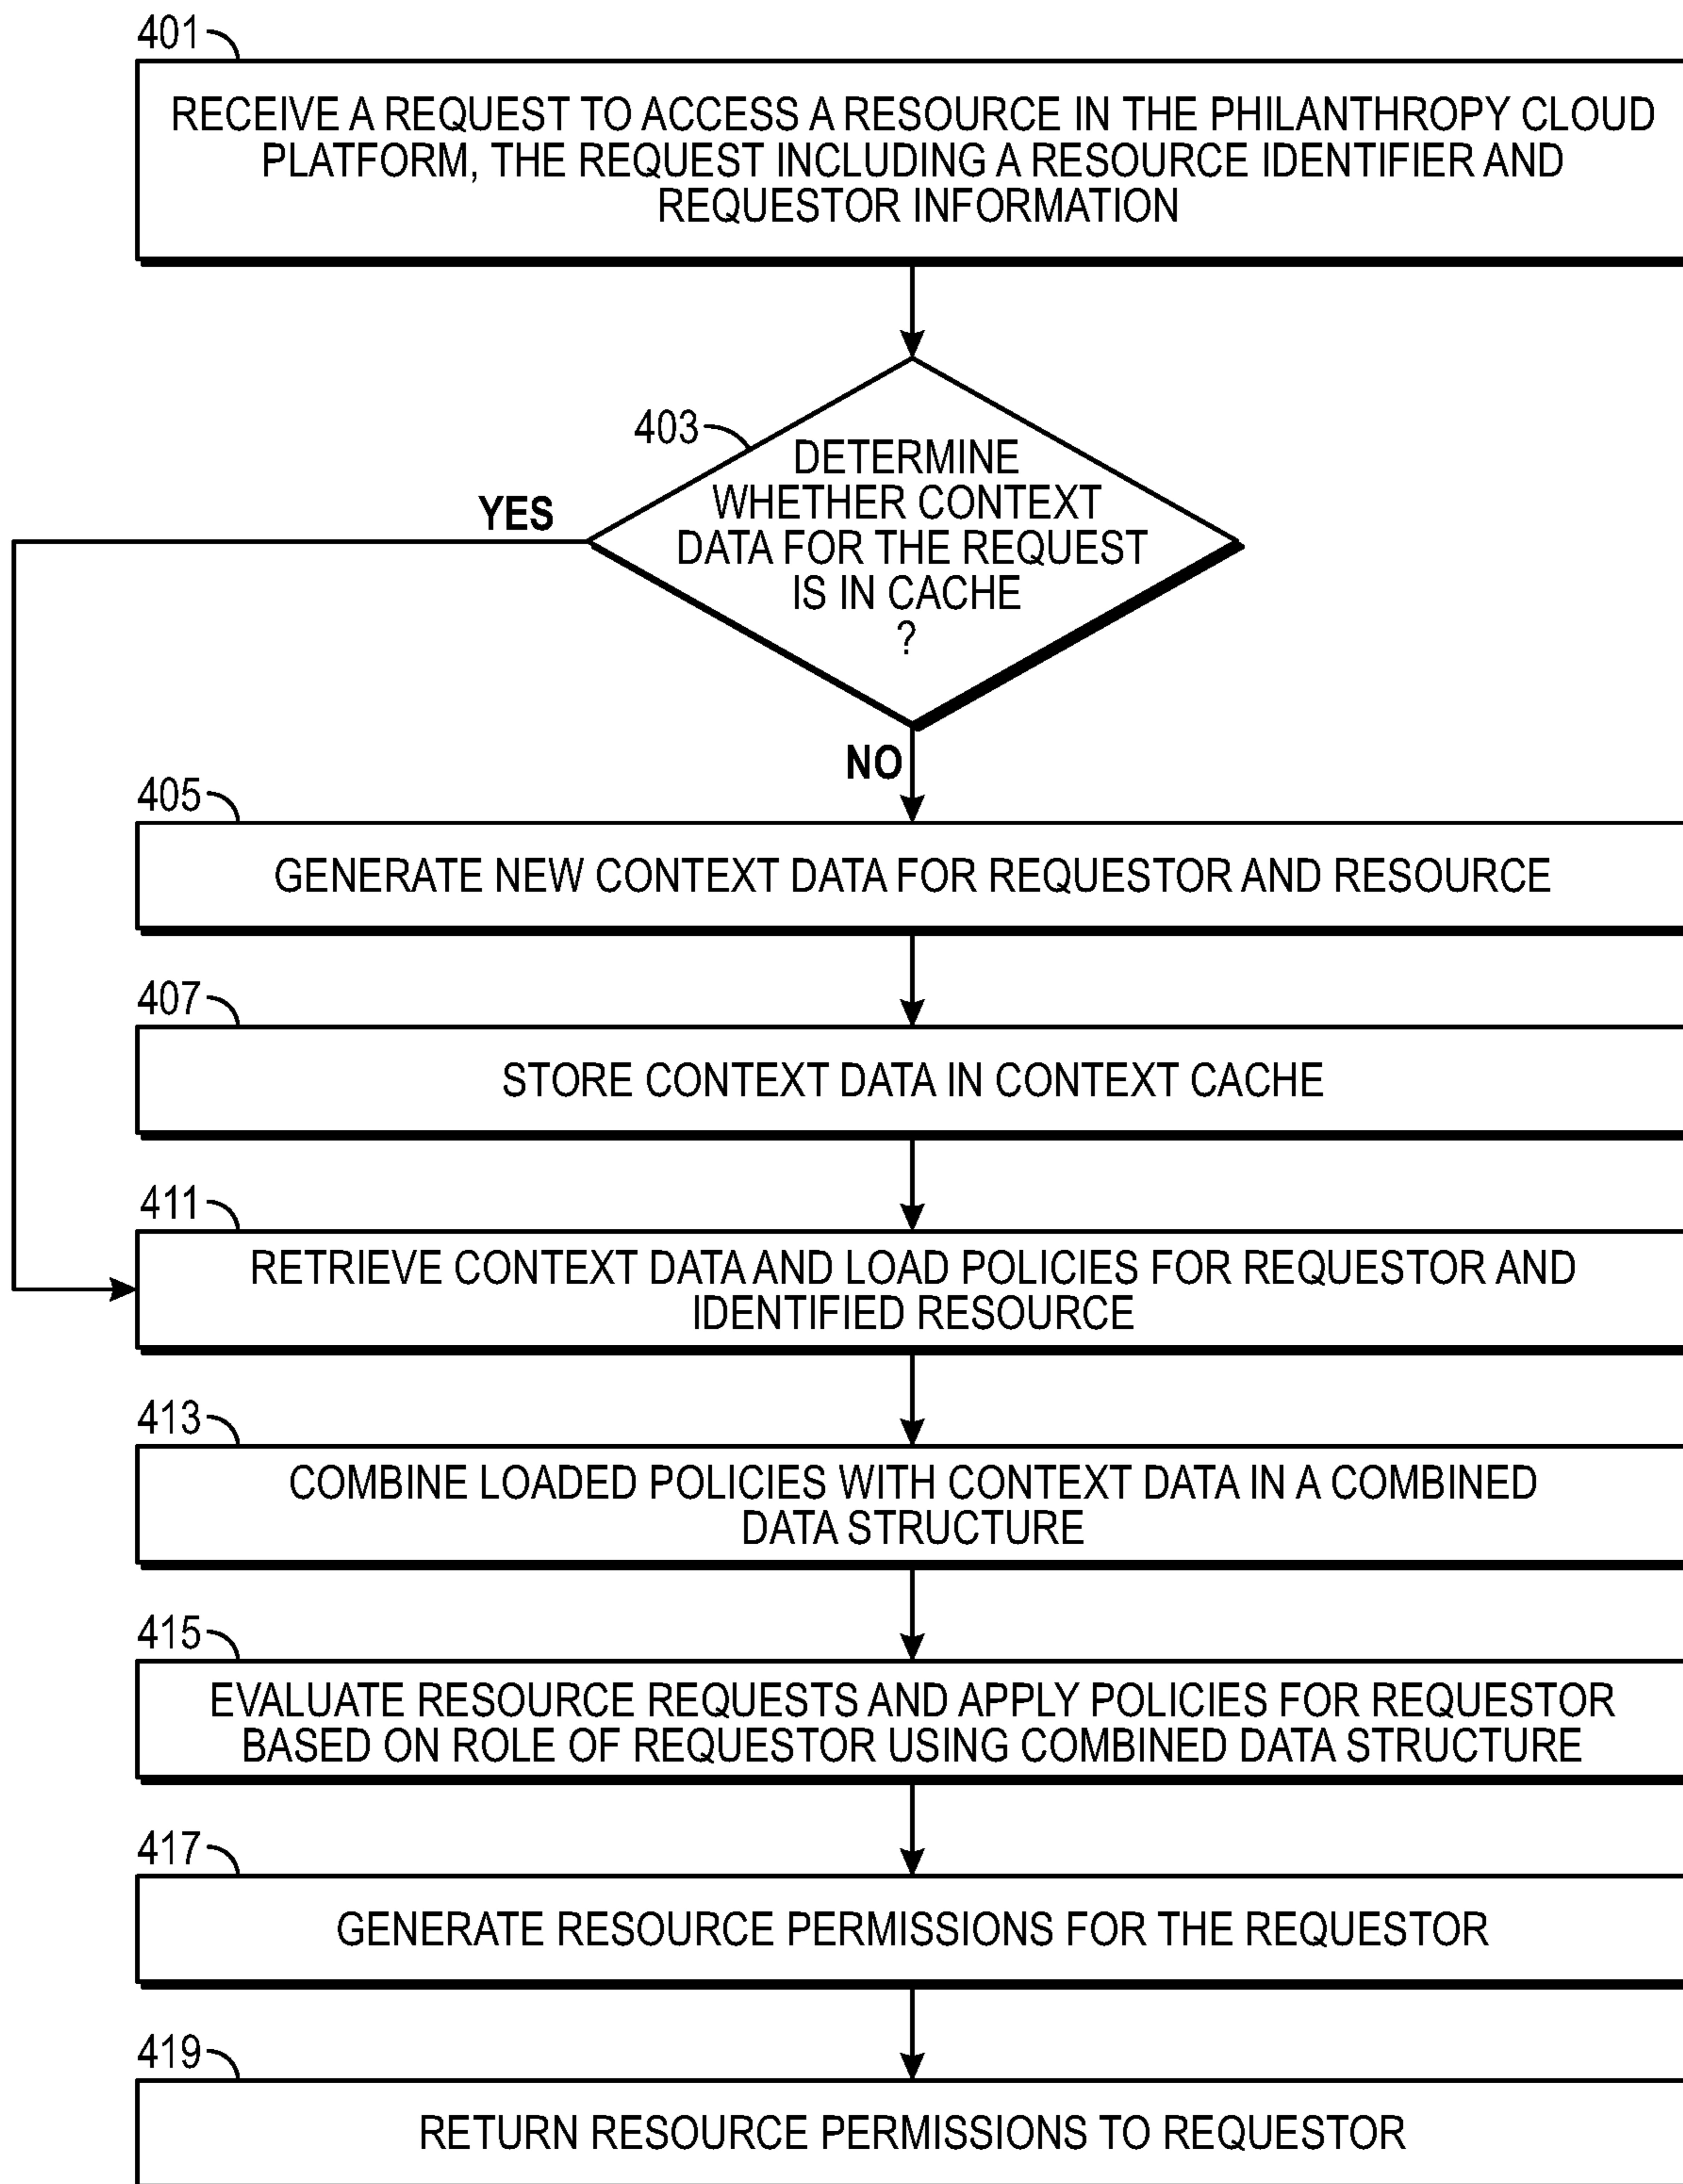 401
RECEIVE A REQUEST TO ACCESS A RESOURCE IN THE PHILANTHROPY CLOUD
PLATFORM, THE REQUEST INCLUDING A RESOURCE IDENTIFIER AND
REQUESTOR INFORMATION
403
DETERMINE
WHETHER CONTEXT
DATA FOR THE REQUEST
IS IN CACHE
?
YES
NO
405
GENERATE NEW CONTEXT DATA FOR REQUESTOR AND RESOURCE
407
STORE CONTEXT DATA IN CONTEXT CACHE
411
RETRIEVE CONTEXT DATA AND LOAD POLICIES FOR REQUESTOR AND
IDENTIFIED RESOURCE
413
COMBINE LOADED POLICIES WITH CONTEXT DATA IN A COMBINED
DATA STRUCTURE
415
EVALUATE RESOURCE REQUESTS AND APPLY POLICIES FOR REQUESTOR
BASED ON ROLE OF REQUESTOR USING COMBINED DATA STRUCTURE
417
GENERATE RESOURCE PERMISSIONS FOR THE REQUESTOR
419
RETURN RESOURCE PERMISSIONS TO REQUESTOR